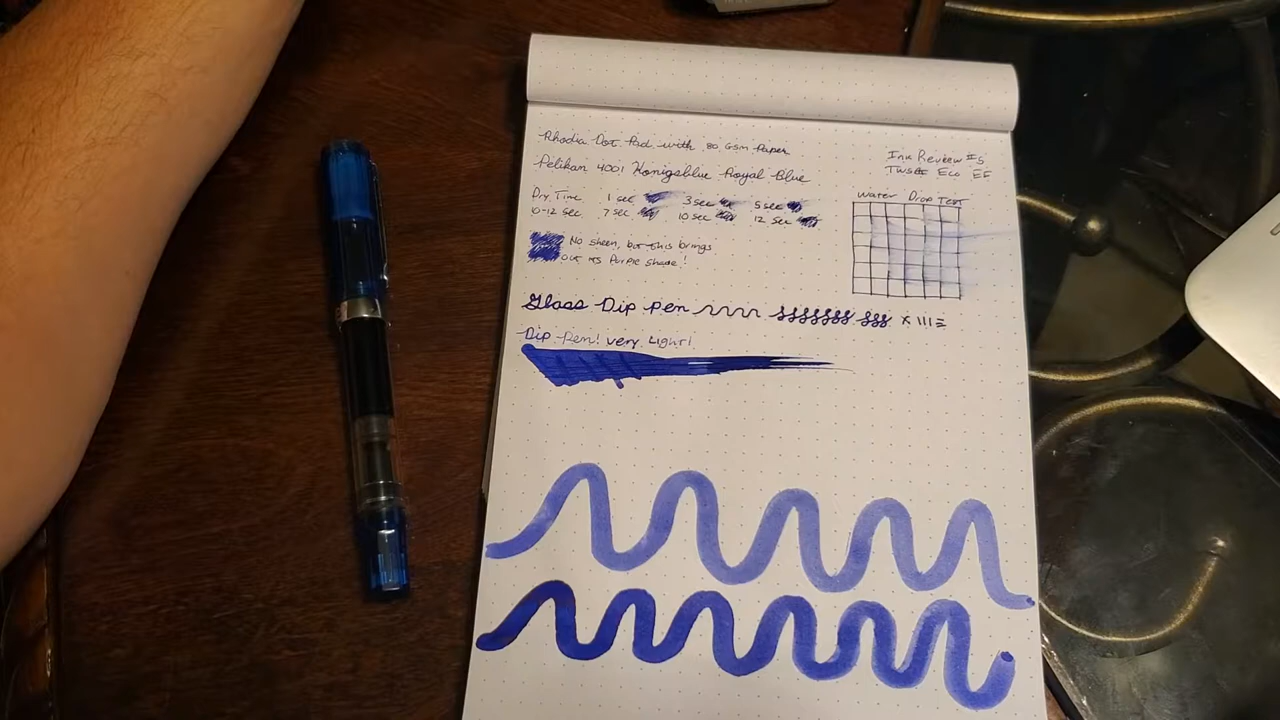 Rhodia Dot Pad with 80 GSM Paper
Pelikan 4001 Konigsblue Royal Blue
Ink Review #5
TWSBI Eco EF
Dry Time 1 sec 3 sec 5 sec
10-12 sec 7 sec 10 sec 12 sec
Water Drop Test
No sheen, but this brings
out its Purple shade!
Glass Dip pen x
Dip pen! very Light!